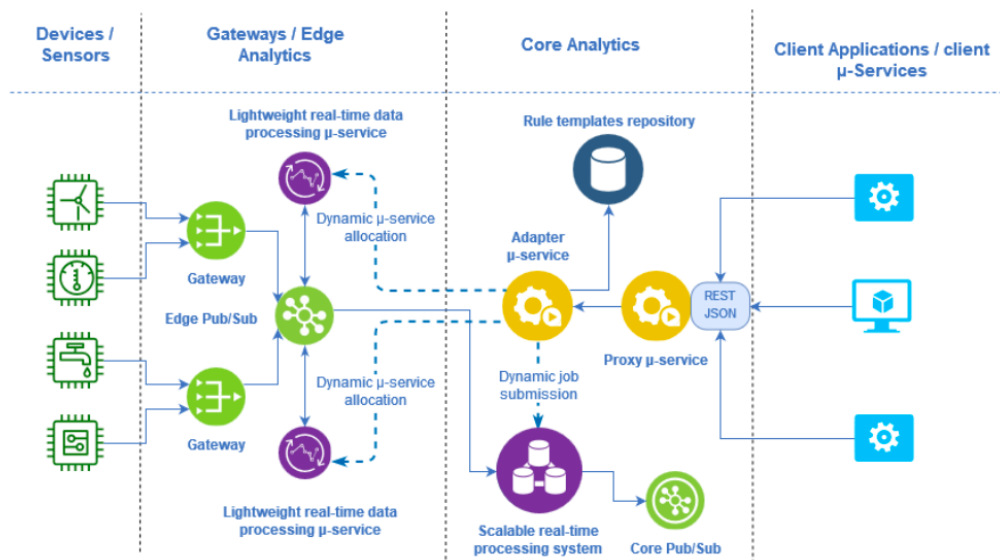 Devices /
Sensors
Gateways / Edge
Analytics
Core Analytics
Client Applications / client
μ-Services
Lightweight real-time data
processing μ-service
Rule templates repository
Dynamic μ-service
allocation
Adapter
μ-service
Gateway
Edge Pub/Sub
REST
JSON
Proxy μ-service
Dynamic μ-service
allocation
Dynamic job
submission
Gateway
Lightweight real-time data
processing μ-service
Scalable real-time
processing system
Core Pub/Sub